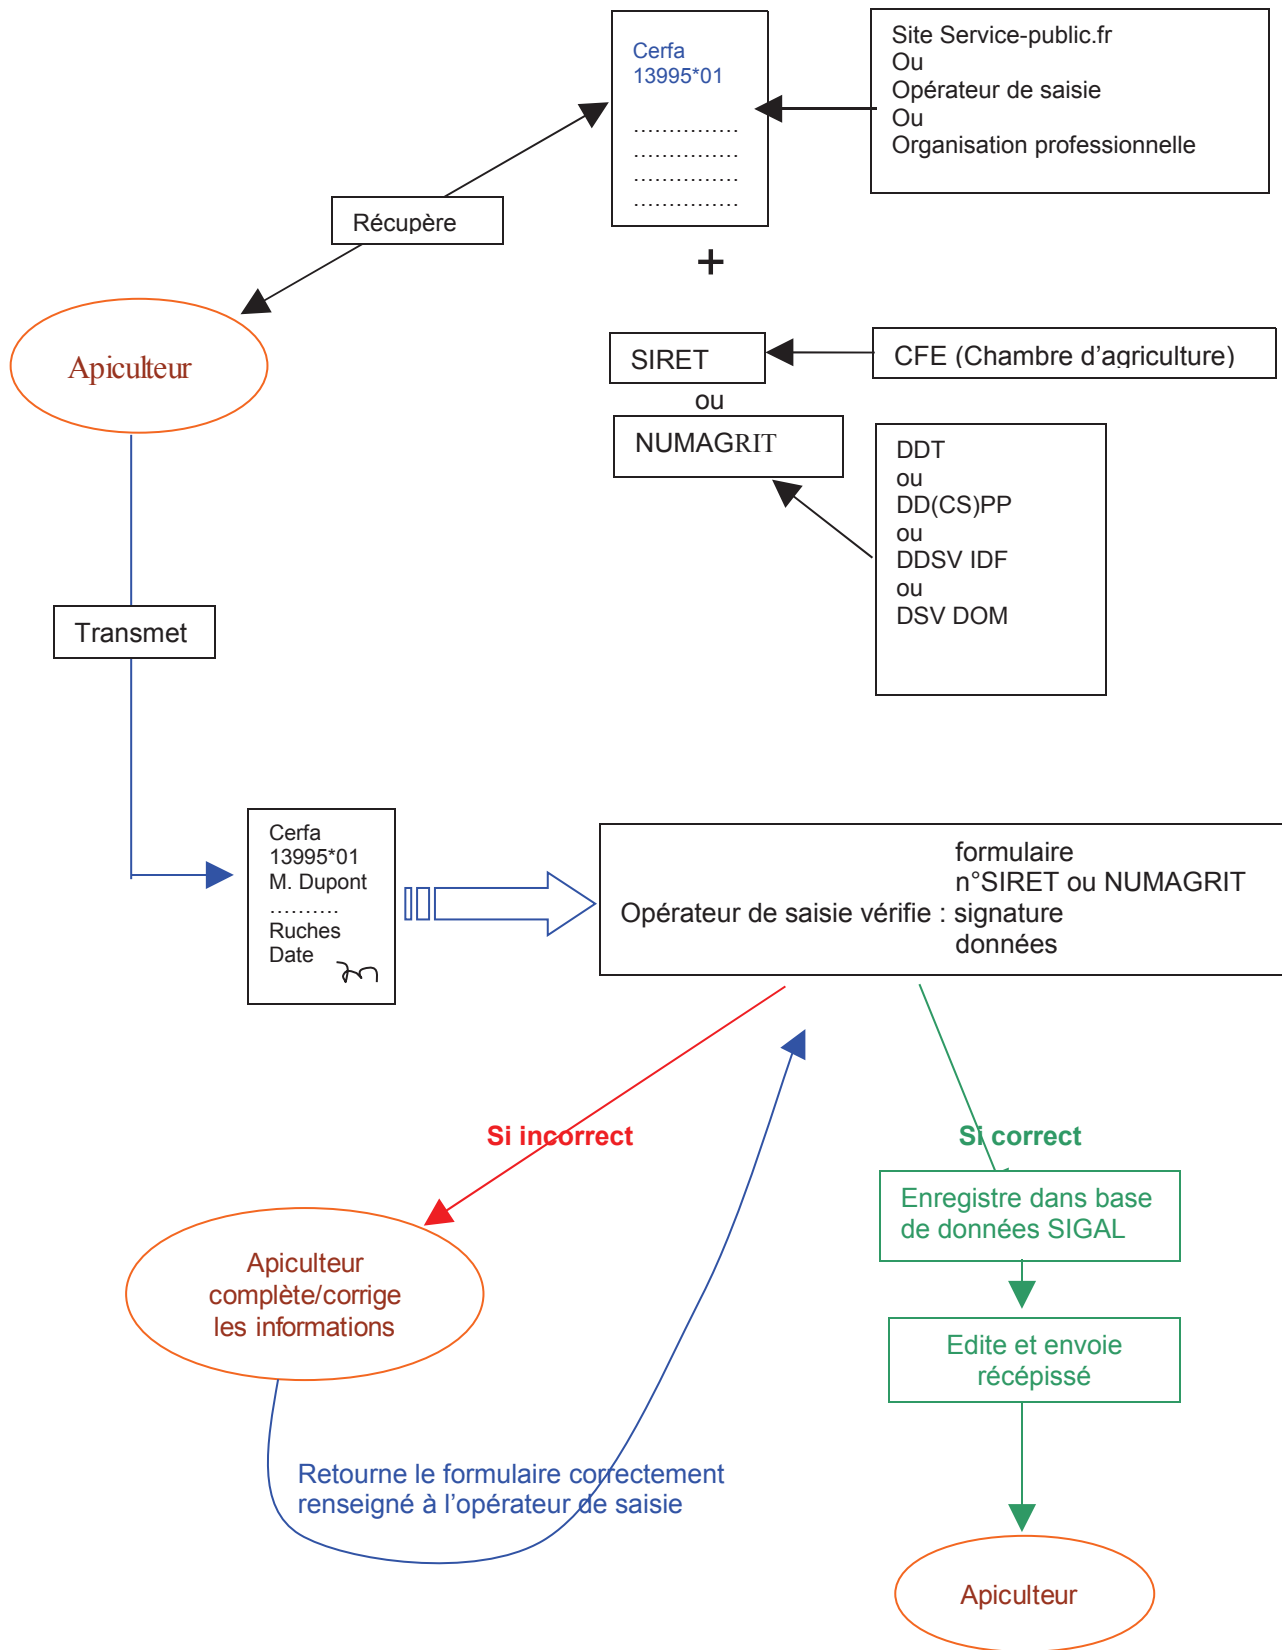 Cerfa
13995*01
...............
...............
...............
...............
Site Service-public.fr
Ou
Opérateur de saisie
Ou
Organisation professionnelle
Récupère
+
Apiculteur
SIRET
CFE (Chambre d’agriculture)
ou
NUMAGRIT
DDT
ou
DD(CS)PP
ou
DDSV IDF
ou
DSV DOM
Transmet
Cerfa
13995*01
M. Dupont
..........
Ruches
Date
formulaire
n°SIRET ou NUMAGRIT
Opérateur de saisie vérifie : signature
données
Si incorrect
Si correct
Enregistre dans base
de données SIGAL
Apiculteur
complète/corrige
les informations
Edite et envoie
récépissé
Retourne le formulaire correctement
renseigné à l’opérateur de saisie
Apiculteur